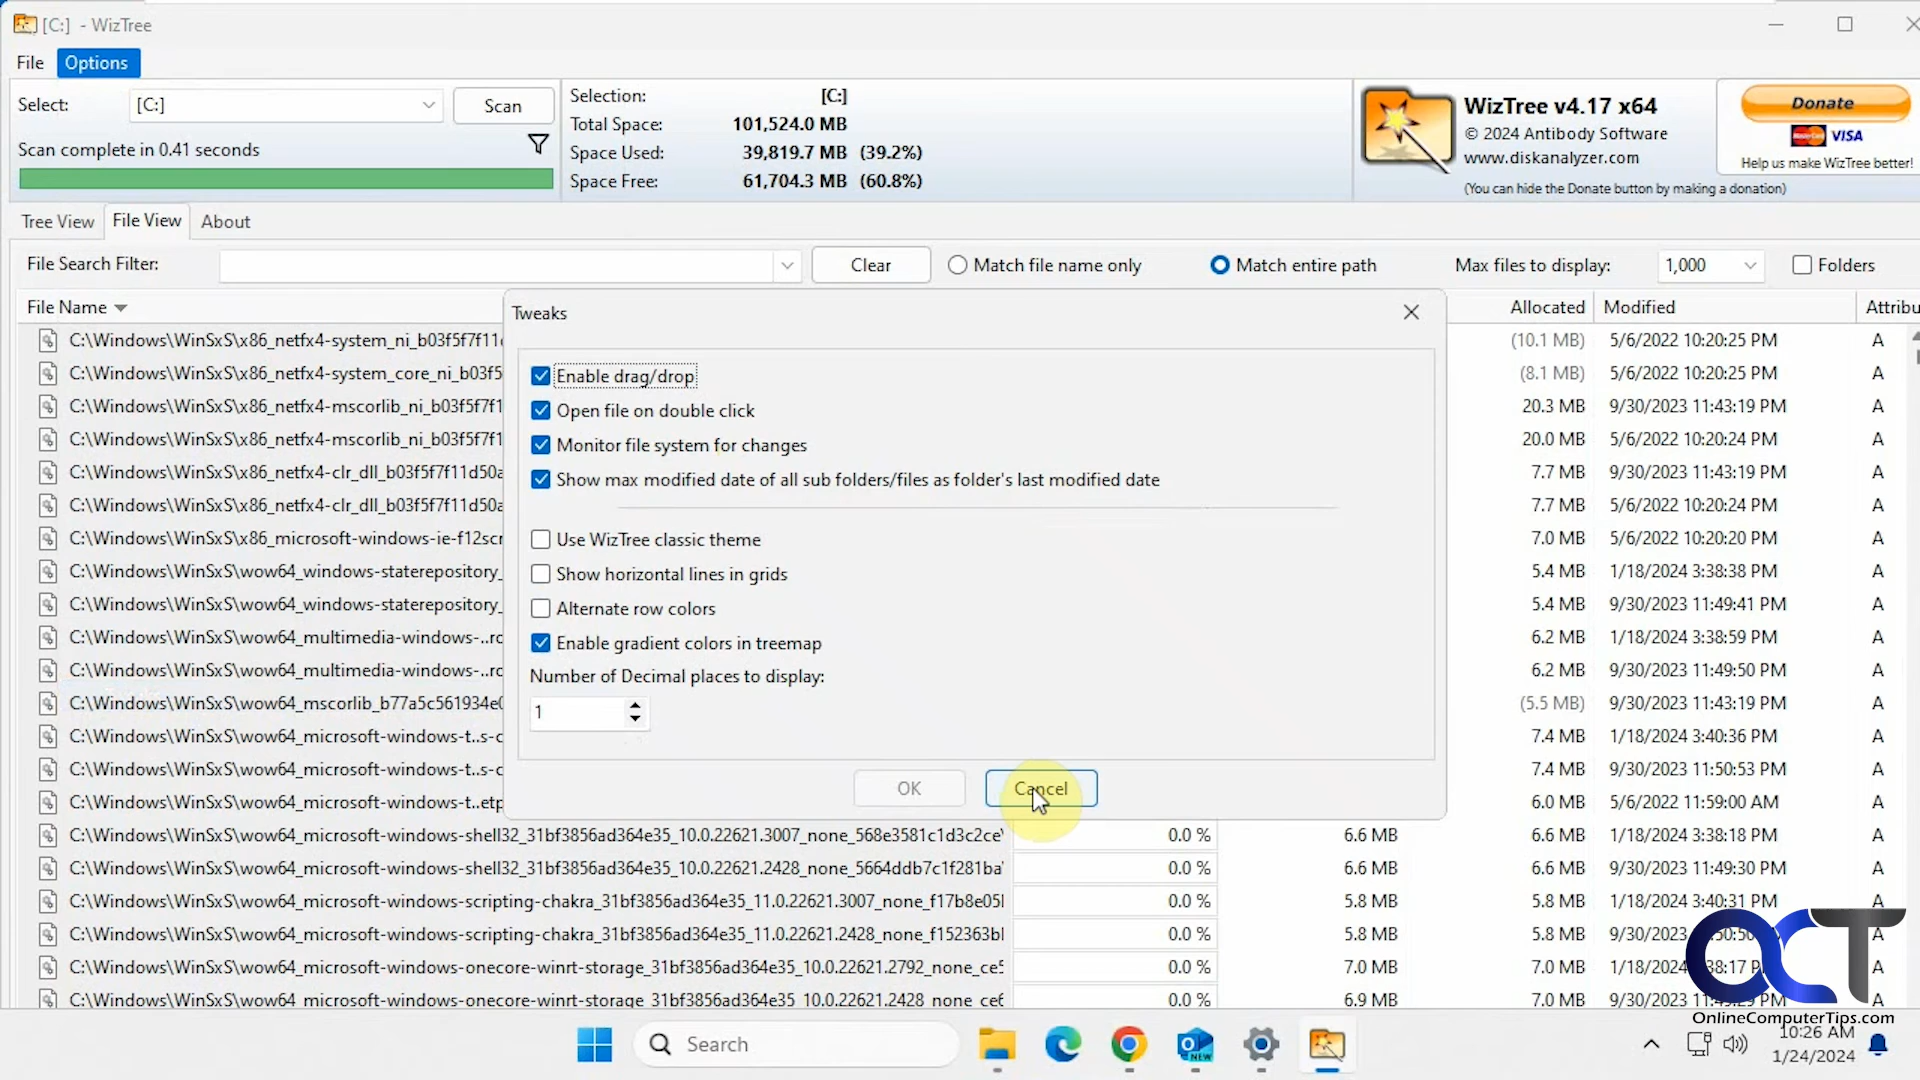 [C:] - WizTree
File Options
Select: [C:] Scan
Scan complete in 0.41 seconds
Selection: [C:]
Total Space: 101,524.0 MB
Space Used: 39,819.7 MB (39.2%)
Space Free: 61,704.3 MB (60.8%)
WizTree v4.17 x64
© 2024 Antibody Software
www.diskanalyzer.com
(You can hide the Donate button by making a donation)
Donate
MasterCard VISA
Help us make WizTree better!
Tree View File View About
File Search Filter: Clear Match file name only Match entire path Max files to display: 1,000 Folders
File Name Allocated Modified Attribu
C:\Windows\WinSxS\x86_netfx4-system_ni_b03f5f7f11 (10.1 MB) 5/6/2022 10:20:25 PM A
C:\Windows\WinSxS\x86_netfx4-system_core_ni_b03f5 (8.1 MB) 5/6/2022 10:20:25 PM A
C:\Windows\WinSxS\x86_netfx4-mscorlib_ni_b03f5f7f1 20.3 MB 9/30/2023 11:43:19 PM A
C:\Windows\WinSxS\x86_netfx4-mscorlib_ni_b03f5f7f1 20.0 MB 5/6/2022 10:20:24 PM A
C:\Windows\WinSxS\x86_netfx4-clr_dll_b03f5f7f11d50a 7.7 MB 9/30/2023 11:43:19 PM A
C:\Windows\WinSxS\x86_netfx4-clr_dll_b03f5f7f11d50a 7.7 MB 5/6/2022 10:20:24 PM A
C:\Windows\WinSxS\x86_microsoft-windows-ie-f12scr 7.0 MB 5/6/2022 10:20:20 PM A
C:\Windows\WinSxS\wow64_windows-staterepository_ 5.4 MB 1/18/2024 3:38:38 PM A
C:\Windows\WinSxS\wow64_windows-staterepository_ 5.4 MB 9/30/2023 11:49:41 PM A
C:\Windows\WinSxS\wow64_multimedia-windows-..ro 6.2 MB 1/18/2024 3:38:59 PM A
C:\Windows\WinSxS\wow64_multimedia-windows-..ro 6.2 MB 9/30/2023 11:49:50 PM A
C:\Windows\WinSxS\wow64_mscorlib_b77a5c561934e0 (5.5 MB) 9/30/2023 11:43:19 PM A
C:\Windows\WinSxS\wow64_microsoft-windows-t..s-c 7.4 MB 1/18/2024 3:40:36 PM A
C:\Windows\WinSxS\wow64_microsoft-windows-t..s-c 7.4 MB 9/30/2023 11:50:53 PM A
C:\Windows\WinSxS\wow64_microsoft-windows-t..etp 6.0 MB 5/6/2022 11:59:00 AM A
C:\Windows\WinSxS\wow64_microsoft-windows-shell32_31bf3856ad364e35_10.0.22621.3007_none_568e3581c1d3c2ce\ 0.0 % 6.6 MB 6.6 MB 1/18/2024 3:38:18 PM A
C:\Windows\WinSxS\wow64_microsoft-windows-shell32_31bf3856ad364e35_10.0.22621.2428_none_5664ddb7c1f281ba\ 0.0 % 6.6 MB 6.6 MB 9/30/2023 11:49:30 PM A
C:\Windows\WinSxS\wow64_microsoft-windows-scripting-chakra_31bf3856ad364e35_11.0.22621.3007_none_f17b8e05 0.0 % 5.8 MB 5.8 MB 1/18/2024 3:40:31 PM A
C:\Windows\WinSxS\wow64_microsoft-windows-scripting-chakra_31bf3856ad364e35_11.0.22621.2428_none_f152363b 0.0 % 5.8 MB 5.8 MB 9/30/2023 A
C:\Windows\WinSxS\wow64_microsoft-windows-onecore-winrt-storage_31bf3856ad364e35_10.0.22621.2792_none_ce5 0.0 % 7.0 MB 7.0 MB 1/18/2024 A
C:\Windows\WinSxS\wow64_microsoft-windows-onecore-winrt-storage_31bf3856ad364e35_10.0.22621.2428_none_ce6 0.0 % 6.9 MB 7.0 MB 9/30/2023 A
Tweaks
Enable drag/drop
Open file on double click
Monitor file system for changes
Show max modified date of all sub folders/files as folder's last modified date
Use WizTree classic theme
Show horizontal lines in grids
Alternate row colors
Enable gradient colors in treemap
Number of Decimal places to display:
1
OK Cancel
OCT
OnlineComputerTips.com
Search
NEW
10:26 AM
1/24/2024